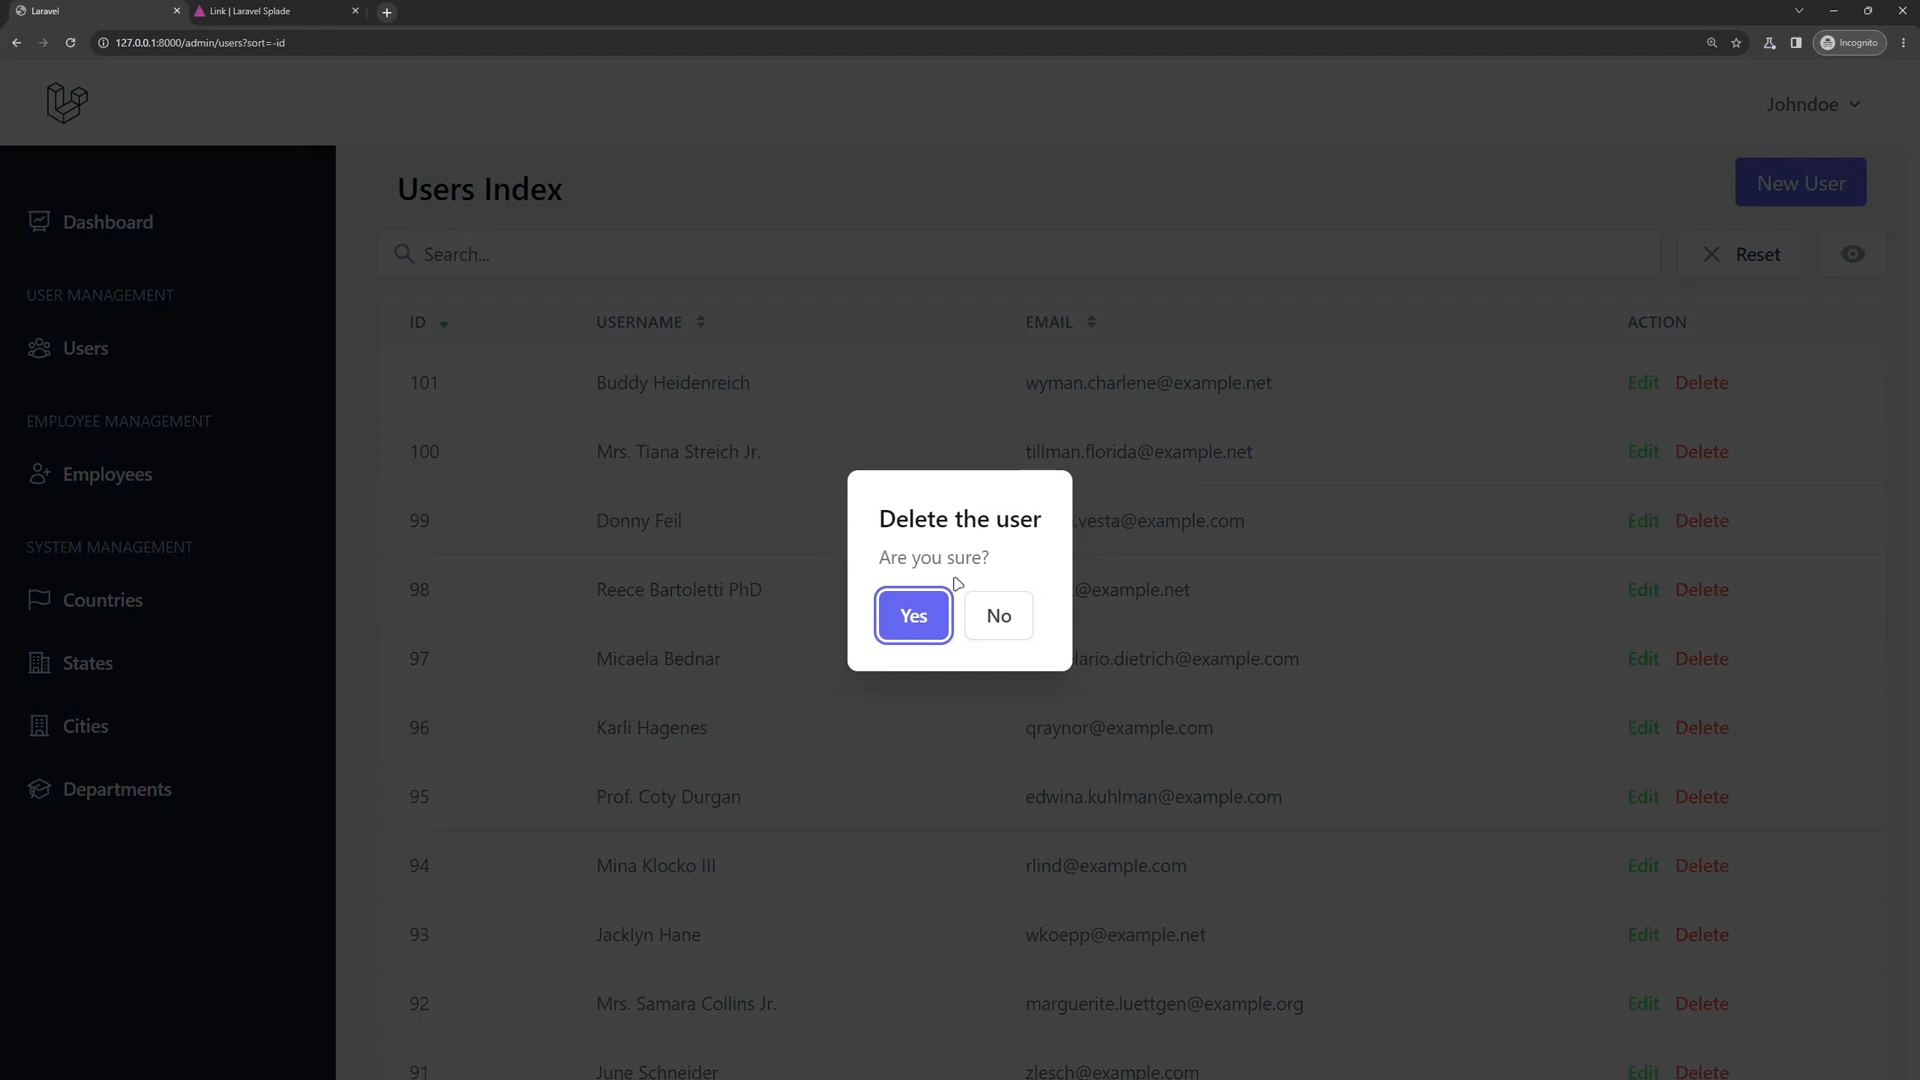 Laravel
Link | Laravel Splade
127.0.0.1:8000/admin/users?sort=-id
Incognito
Johndoe
Users Index
New User
Dashboard
Search...
Reset
USER MANAGEMENT
ID USERNAME EMAIL ACTION
Users
101 Buddy Heidenreich wyman.charlene@example.net Edit Delete
EMPLOYEE MANAGEMENT
100 Mrs. Tiana Streich Jr. tillman.florida@example.net Edit Delete
Employees
99 Donny Feil .vesta@example.com Edit Delete
Delete the user
Are you sure?
Yes
No
SYSTEM MANAGEMENT
98 Reece Bartoletti PhD @example.net Edit Delete
Countries
97 Micaela Bednar lario.dietrich@example.com Edit Delete
States
96 Karli Hagenes qraynor@example.com Edit Delete
Cities
95 Prof. Coty Durgan edwina.kuhlman@example.com Edit Delete
Departments
94 Mina Klocko III rlind@example.com Edit Delete
93 Jacklyn Hane wkoepp@example.net Edit Delete
92 Mrs. Samara Collins Jr. marguerite.luettgen@example.org Edit Delete
91 June Schneider zlesch@example.com Edit Delete